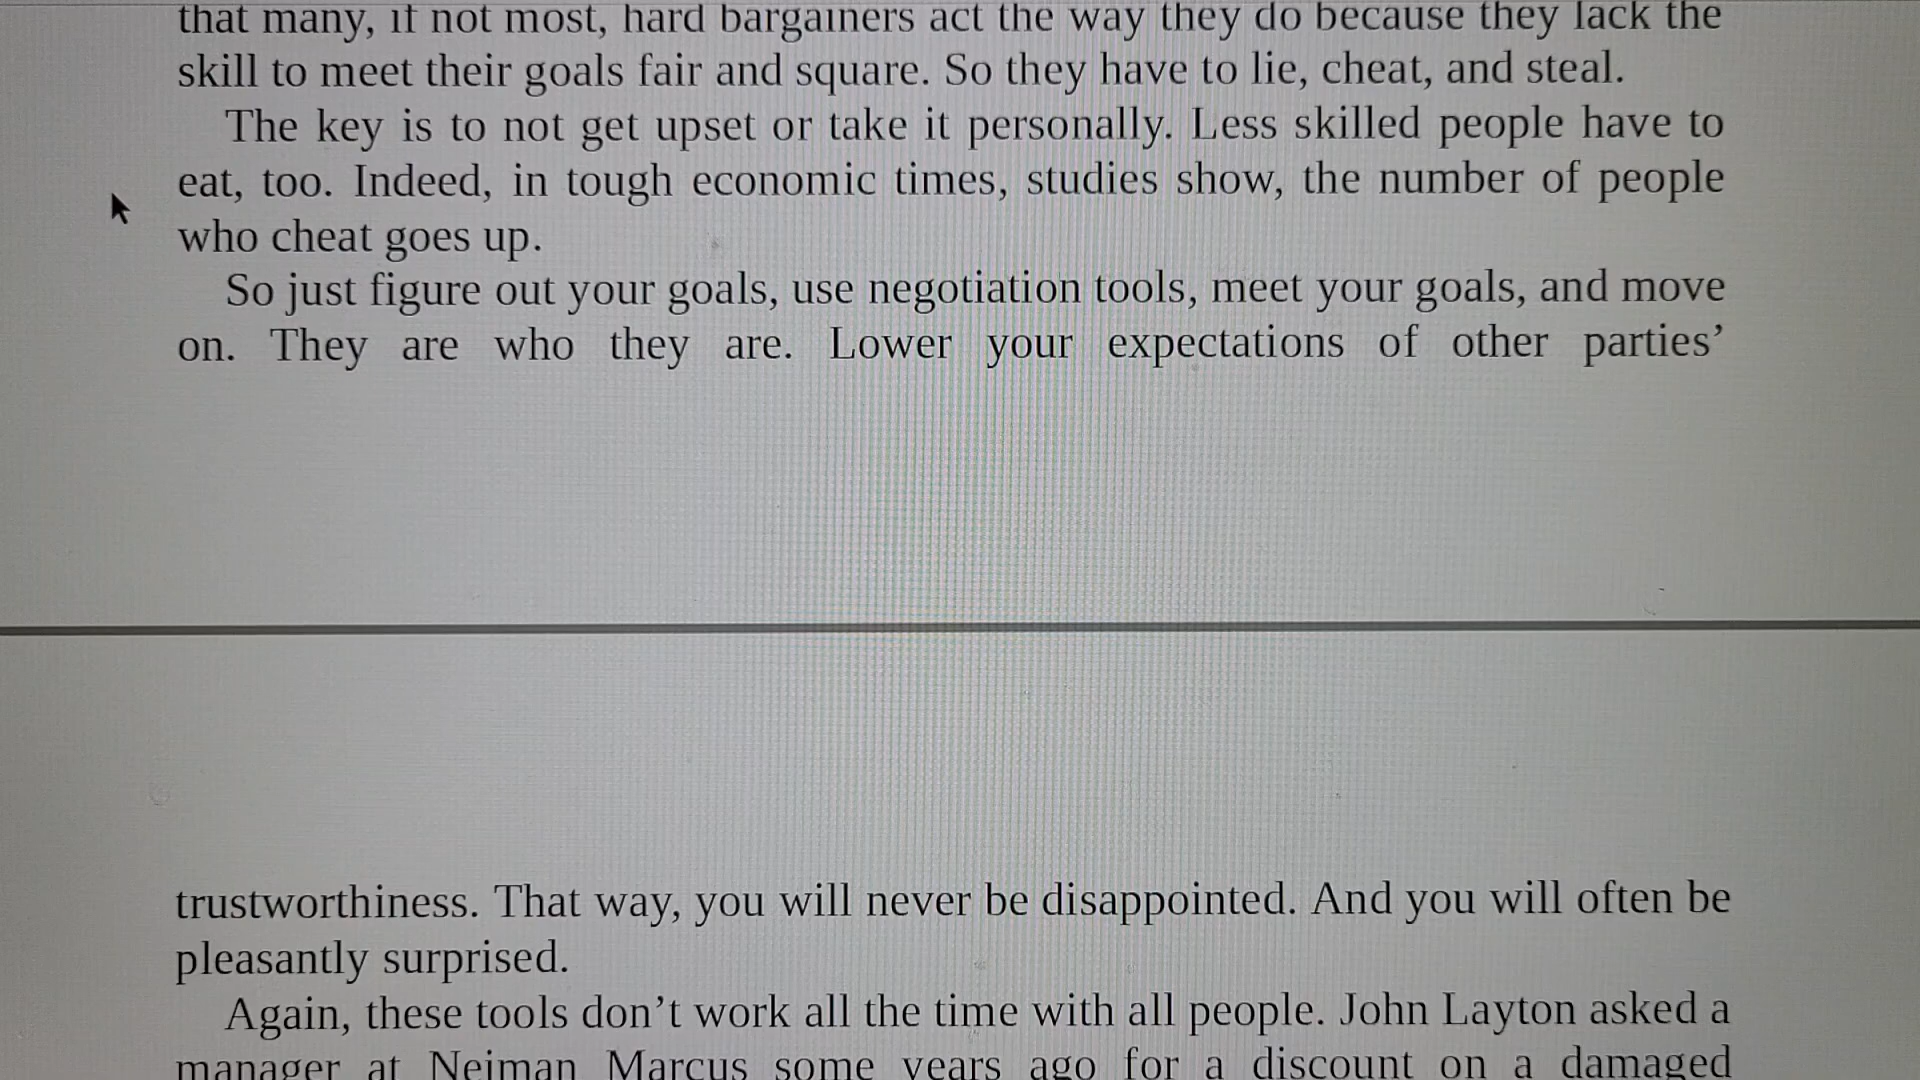 that many, if not most, hard bargainers act the way they do because they lack the
skill to meet their goals fair and square. So they have to lie, cheat, and steal.
The key is to not get upset or take it personally. Less skilled people have to
eat, too. Indeed, in tough economic times, studies show, the number of people
who cheat goes up.
So just figure out your goals, use negotiation tools, meet your goals, and move
on. They are who they are. Lower your expectations of other parties’
trustworthiness. That way, you will never be disappointed. And you will often be
pleasantly surprised.
Again, these tools don’t work all the time with all people. John Layton asked a
manager at Neiman Marcus some years ago for a discount on a damaged